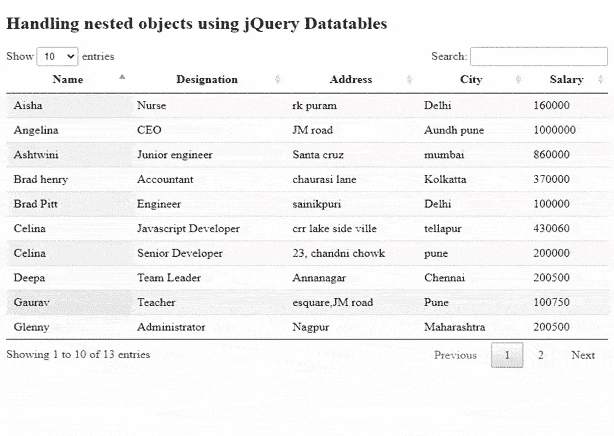 Handling nested objects using jQuery Datatables
Show 10 entries Search:
Name Designation Address City Salary
Aisha Nurse rk puram Delhi 160000
Angelina CEO JM road Aundh pune 1000000
Ashtwini Junior engineer Santa cruz mumbai 860000
Brad henry Accountant chaurasi lane Kolkatta 370000
Brad Pitt Engineer sainikpuri Delhi 100000
Celina Javascript Developer crr lake side ville tellapur 430060
Celina Senior Developer 23, chandni chowk pune 200000
Deepa Team Leader Annanagar Chennai 200500
Gaurav Teacher esquare,JM road Pune 100750
Glenny Administrator Nagpur Maharashtra 200500
Showing 1 to 10 of 13 entries Previous 1 2 Next